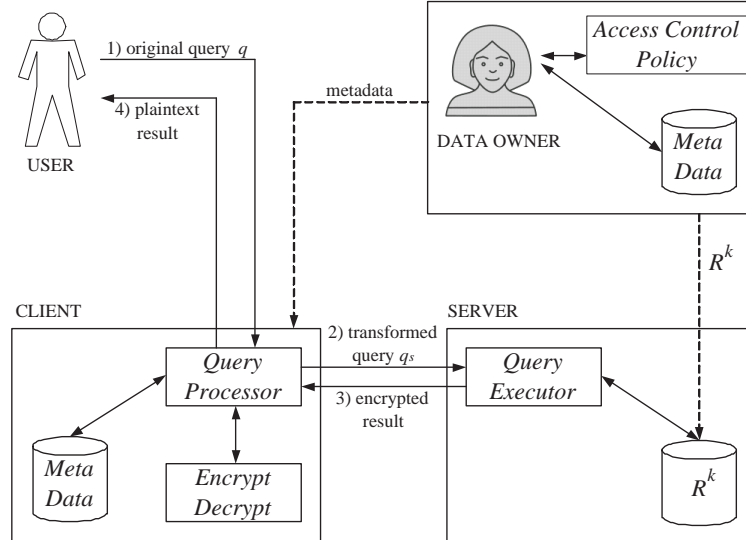 1) original query q
4) plaintext
result
USER
metadata
DATA OWNER
Access Control
Policy
Meta
Data
R^k
CLIENT
SERVER
2) transformed
query qs
3) encrypted
result
Query
Processor
Query
Executor
Meta
Data
Encrypt
Decrypt
R^k